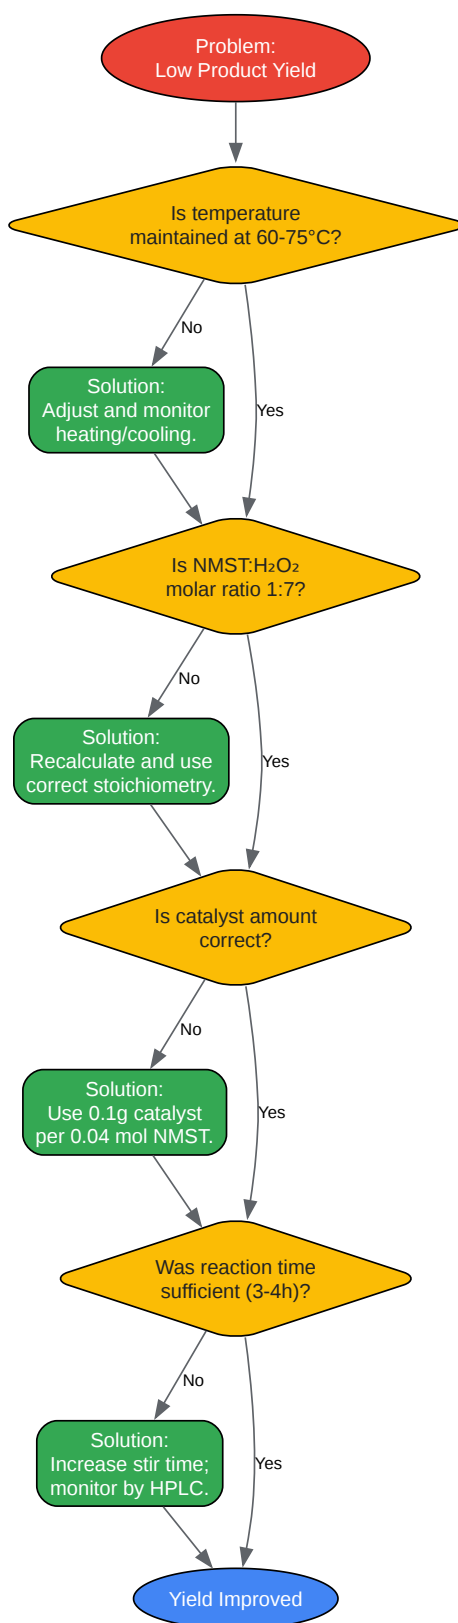 Problem:
Low Product Yield
Is temperature
maintained at 60-75°C?
No
Yes
Solution:
Adjust and monitor
heating/cooling.
Is NMST:H₂O₂
molar ratio 1:7?
No
Yes
Solution:
Recalculate and use
correct stoichiometry.
Is catalyst amount
correct?
No
Yes
Solution:
Use 0.1g catalyst
per 0.04 mol NMST.
Was reaction time
sufficient (3-4h)?
No
Yes
Solution:
Increase stir time;
monitor by HPLC.
Yield Improved